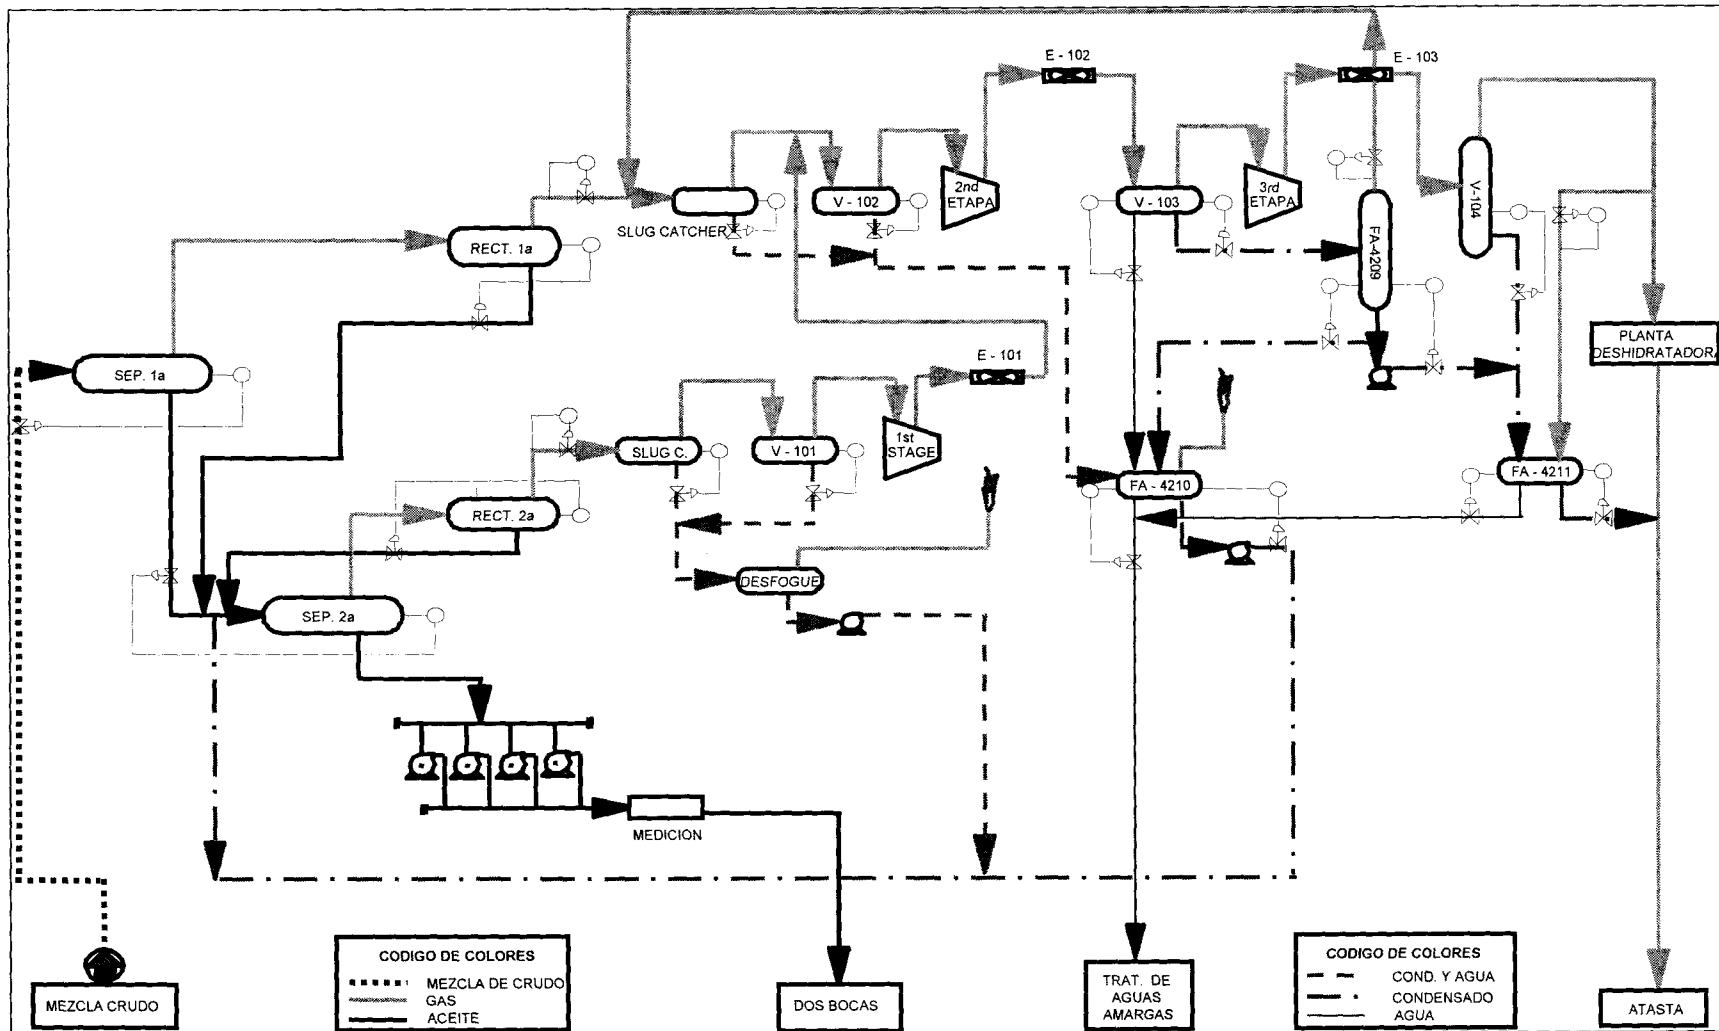 E - 102
E - 103
2nd
ETAPA
3rd
ETAPA
V - 102
V - 103
V-104
SLUG CATCHER
RECT. 1a
FA-4209
PLANTA
DESHIDRATADORA
E - 101
SEP. 1a
1st
STAGE
SLUG C.
V - 101
FA - 4210
FA - 4211
RECT. 2a
DESFOGUE
SEP. 2a
MEDICION
CODIGO DE COLORES
MEZCLA DE CRUDO
GAS
ACEITE
CODIGO DE COLORES
COND. Y AGUA
CONDENSADO
AGUA
MEZCLA CRUDO
DOS BOCAS
TRAT. DE
AGUAS
AMARGAS
ATASTA